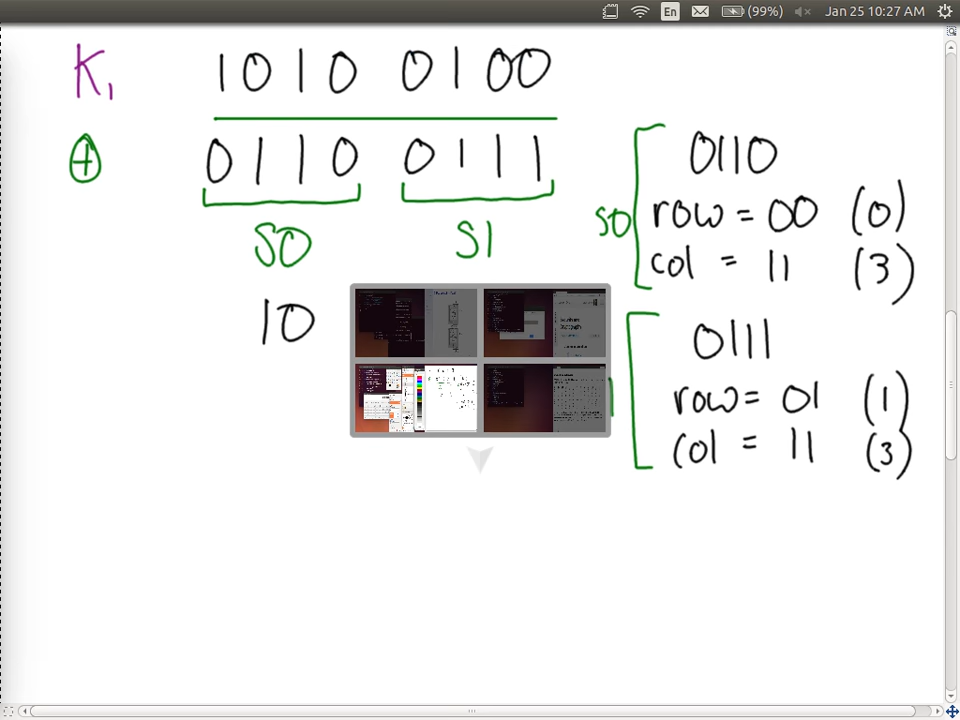 En (99%) Jan 25 10:27 AM
K1 1010 0100
+ 0110 0111
S0 S1
10
S0
0110
row = 00 (0)
col = 11 (3)
0111
row = 01 (1)
col = 11 (3)